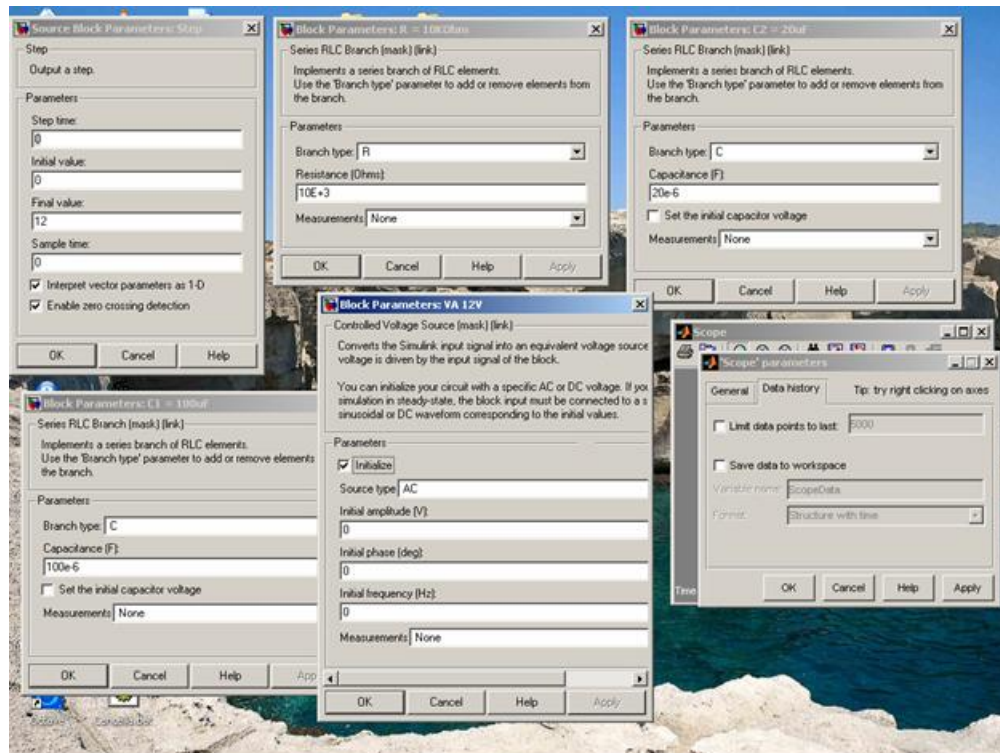 Source Block Parameters: Step
Step
Output a step.
Parameters
Step time:
0
Initial value:
0
Final value:
12
Sample time:
0
Interpret vector parameters as 1-D
Enable zero crossing detection
OK Cancel Help
Block Parameters: R = 10KOhm
Series RLC Branch (mask) (link)
Implements a series branch of RLC elements.
Use the 'Branch type' parameter to add or remove elements from
the branch.
Parameters
Branch type: R
Resistance (Ohms):
10E+3
Measurements None
OK Cancel Help Apply
Block Parameters: C2 = 20uF
Series RLC Branch (mask) (link)
Implements a series branch of RLC elements.
Use the 'Branch type' parameter to add or remove elements from
the branch.
Parameters
Branch type: C
Capacitance (F):
20e-6
Set the initial capacitor voltage
Measurements None
OK Cancel Help Apply
Block Parameters: C1 = 100uF
Series RLC Branch (mask) (link)
Implements a series branch of RLC elements.
Use the 'Branch type' parameter to add or remove elements
the branch.
Parameters
Branch type: C
Capacitance (F):
100e-6
Set the initial capacitor voltage
Measurements None
OK Cancel Help App
Block Parameters: VA 12V
Controlled Voltage Source (mask) (link)
Converts the Simulink input signal into an equivalent voltage source
voltage is driven by the input signal of the block.
You can initialize your circuit with a specific AC or DC voltage. If you
simulation in steady-state, the block input must be connected to a s
sinusoidal or DC waveform corresponding to the initial values.
Parameters
Initialize
Source type AC
Initial amplitude (V):
0
Initial phase (deg):
0
Initial frequency (Hz):
0
Measurements None
OK Cancel Help Apply
Scope
'Scope' parameters
General Data history Tip: try right clicking on axes
Limit data points to last: 5000
Save data to workspace
Variable name: ScopeData
Format: Structure with time
OK Cancel Help Apply
Time